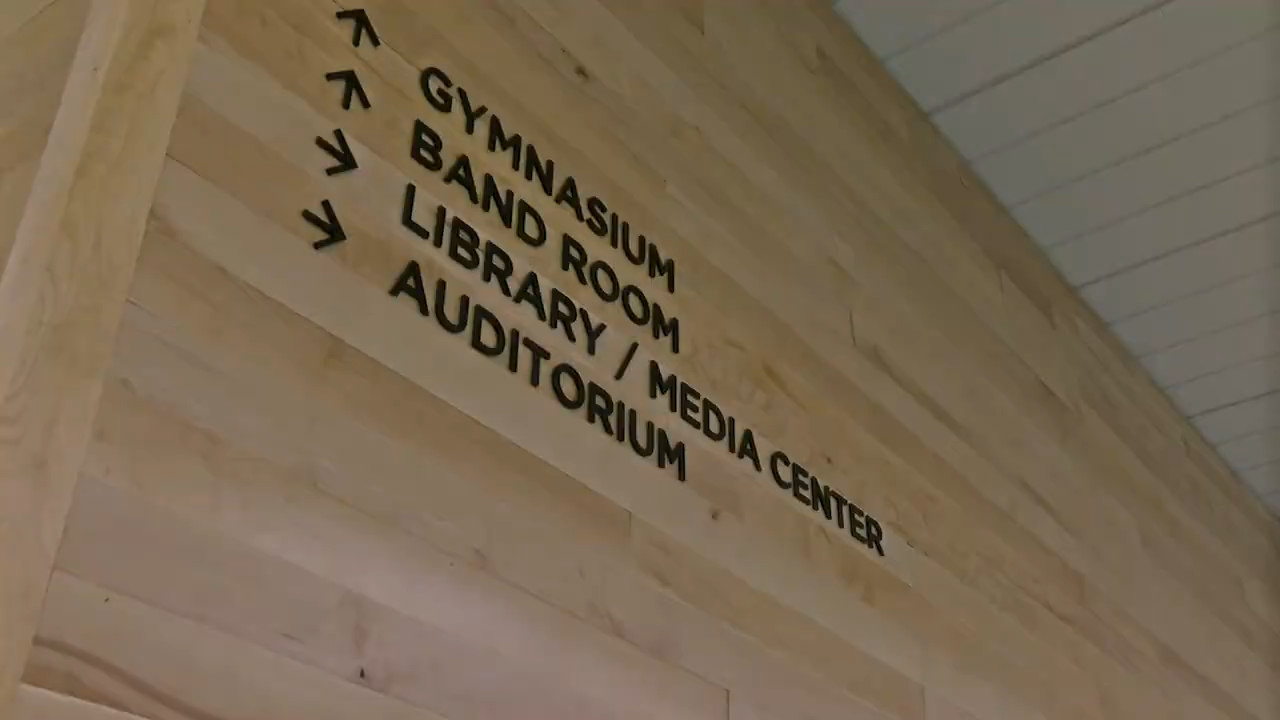 ↑ GYMNASIUM
↑ BAND ROOM
→ LIBRARY / MEDIA CENTER
→ AUDITORIUM